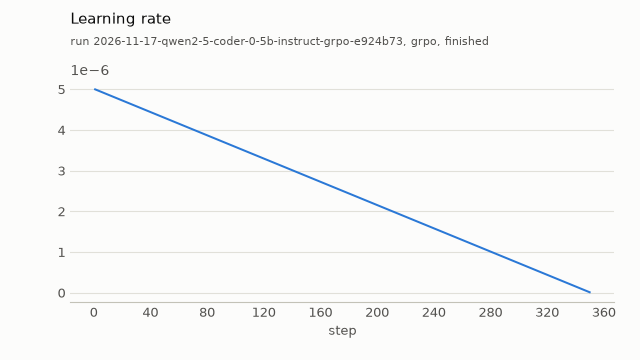 Learning rate
run 2026-11-17-qwen2-5-coder-0-5b-instruct-grpo-e924b73, grpo, finished
1e−6
5
4
3
2
1
0
0 40 80 120 160 200 240 280 320 360
step